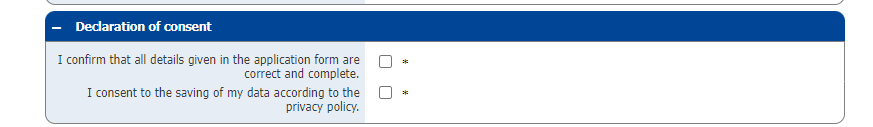 – Declaration of consent
I confirm that all details given in the application form are
correct and complete.
*
I consent to the saving of my data according to the
privacy policy.
*